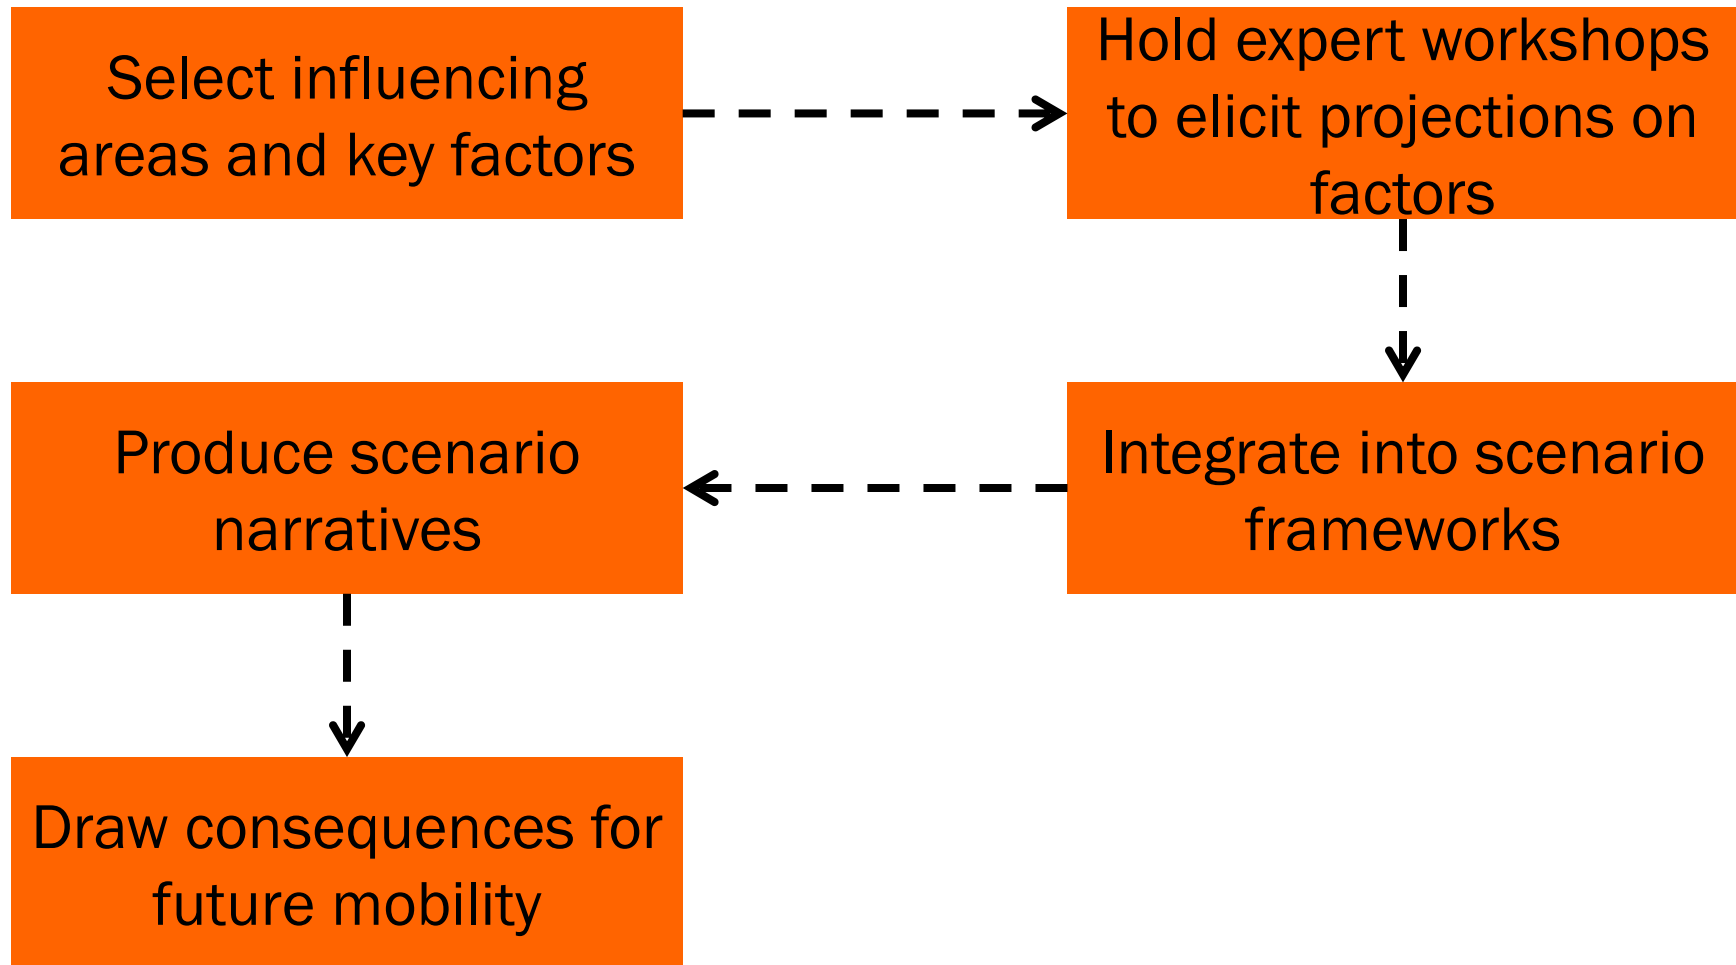 Select influencing
areas and key factors
Hold expert workshops
to elicit projections on
factors
Integrate into scenario
frameworks
Produce scenario
narratives
Draw consequences for
future mobility